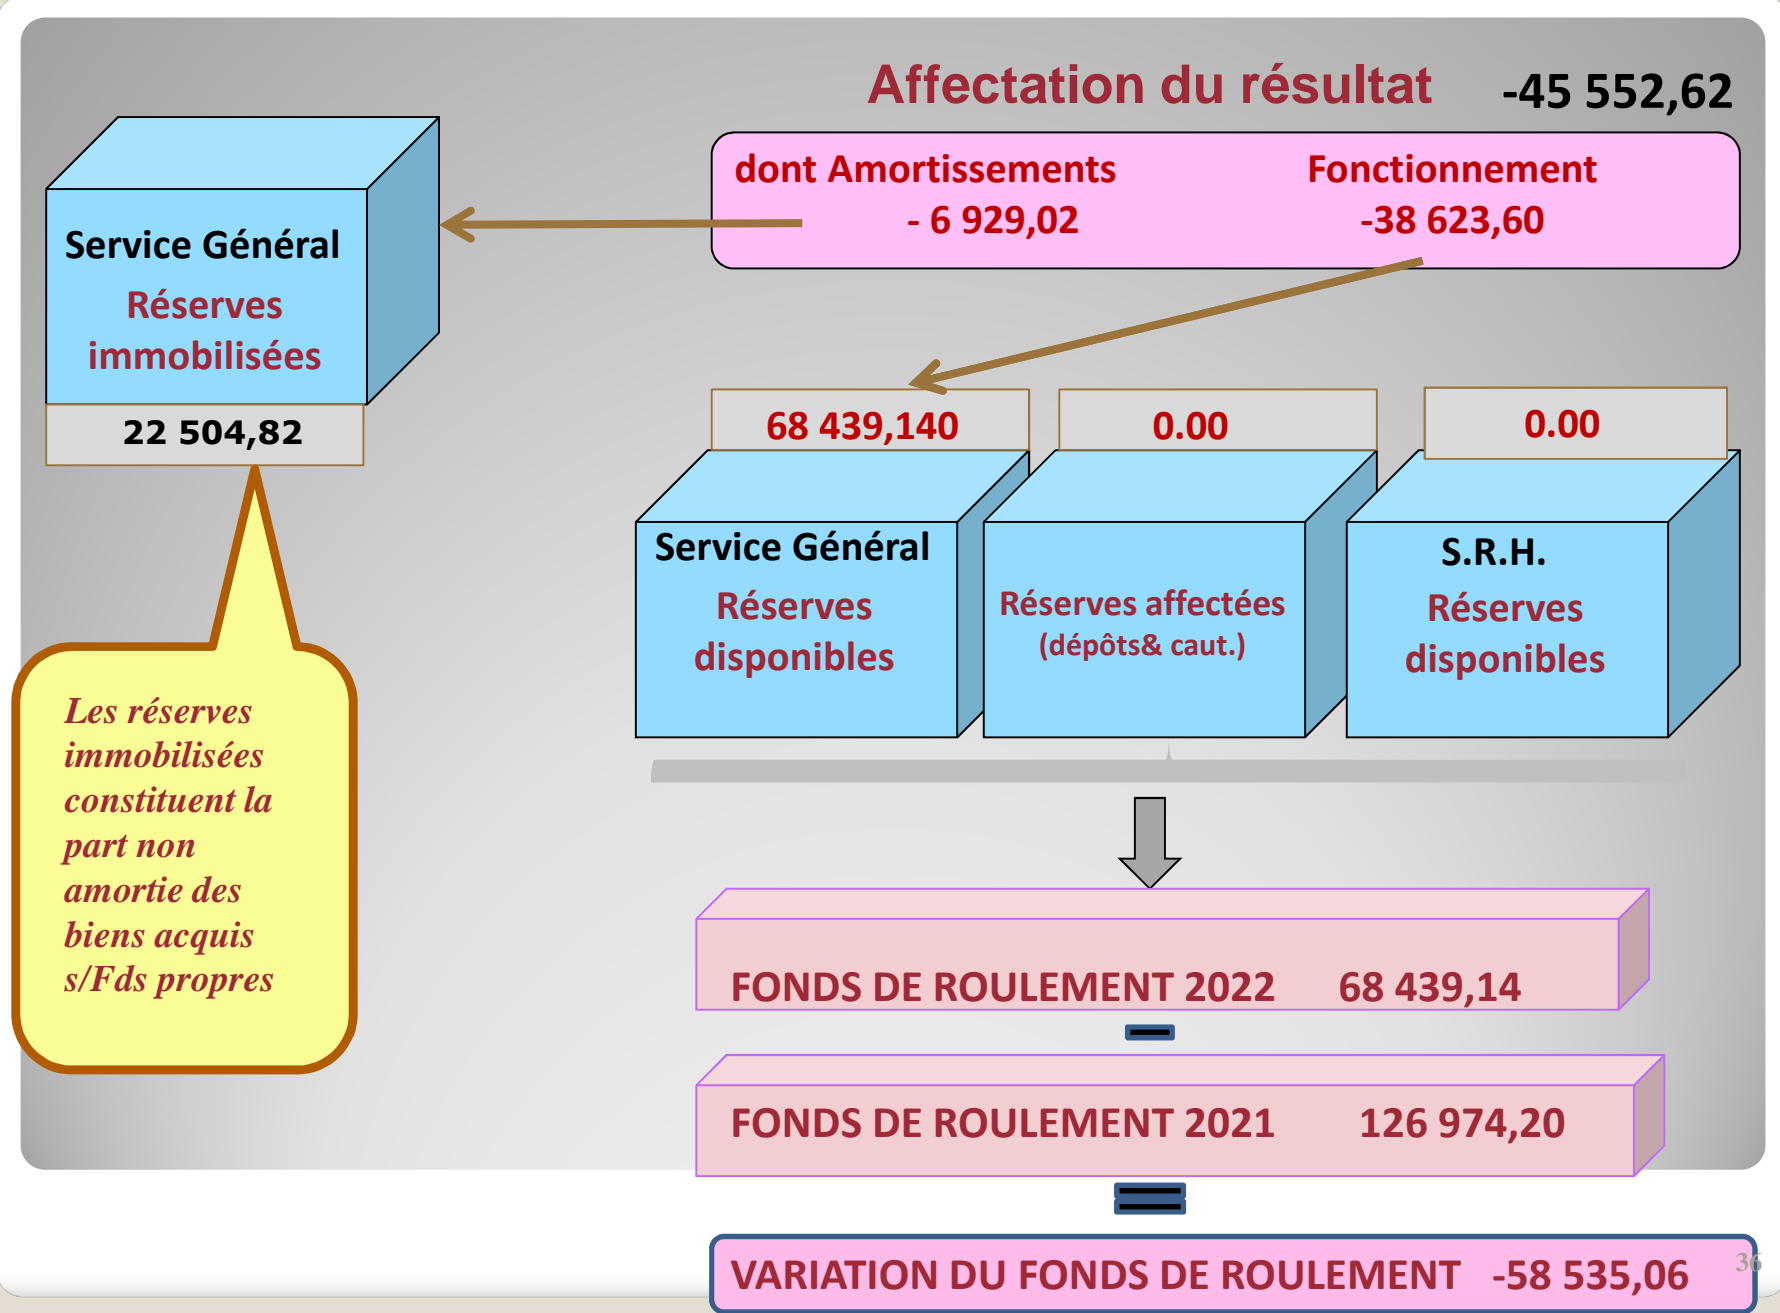 Affectation du résultat -45 552,62
dont Amortissements Fonctionnement
- 6 929,02 -38 623,60
Service Général
Réserves
immobilisées
22 504,82
68 439,140 0.00 0.00
Service Général
Réserves
disponibles
Réserves affectées
(dépôts& caut.)
S.R.H.
Réserves
disponibles
Les réserves
immobilisées
constituent la
part non
amortie des
biens acquis
s/Fds propres
FONDS DE ROULEMENT 2022 68 439,14
FONDS DE ROULEMENT 2021 126 974,20
VARIATION DU FONDS DE ROULEMENT -58 535,06
36